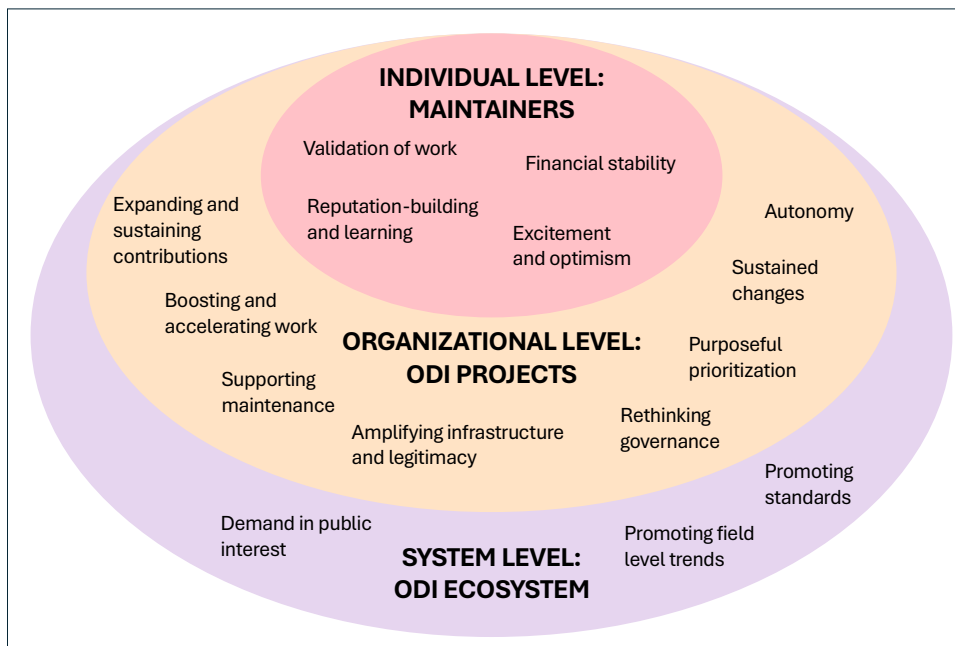 INDIVIDUAL LEVEL:
MAINTAINERS
Validation of work
Financial stability
Reputation-building
and learning
Excitement
and optimism
Expanding and
sustaining
contributions
Autonomy
Sustained
changes
Boosting and
accelerating work
ORGANIZATIONAL LEVEL:
ODI PROJECTS
Purposeful
prioritization
Supporting
maintenance
Amplifying infrastructure
and legitimacy
Rethinking
governance
Promoting
standards
Demand in public
interest
Promoting field
level trends
SYSTEM LEVEL:
ODI ECOSYSTEM